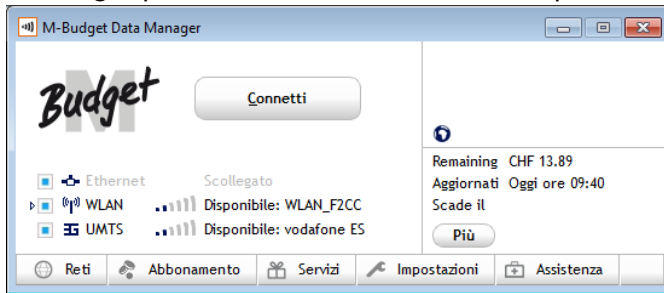 M-Budget Data Manager
M
Budget
Connetti
Ethernet Scollegato
WLAN Disponibile: WLAN_F2CC
3G UMTS Disponibile: vodafone ES
Remaining CHF 13.89
Aggiornati Oggi ore 09:40
Scade il
Più
Reti Abbonamento Servizi Impostazioni Assistenza